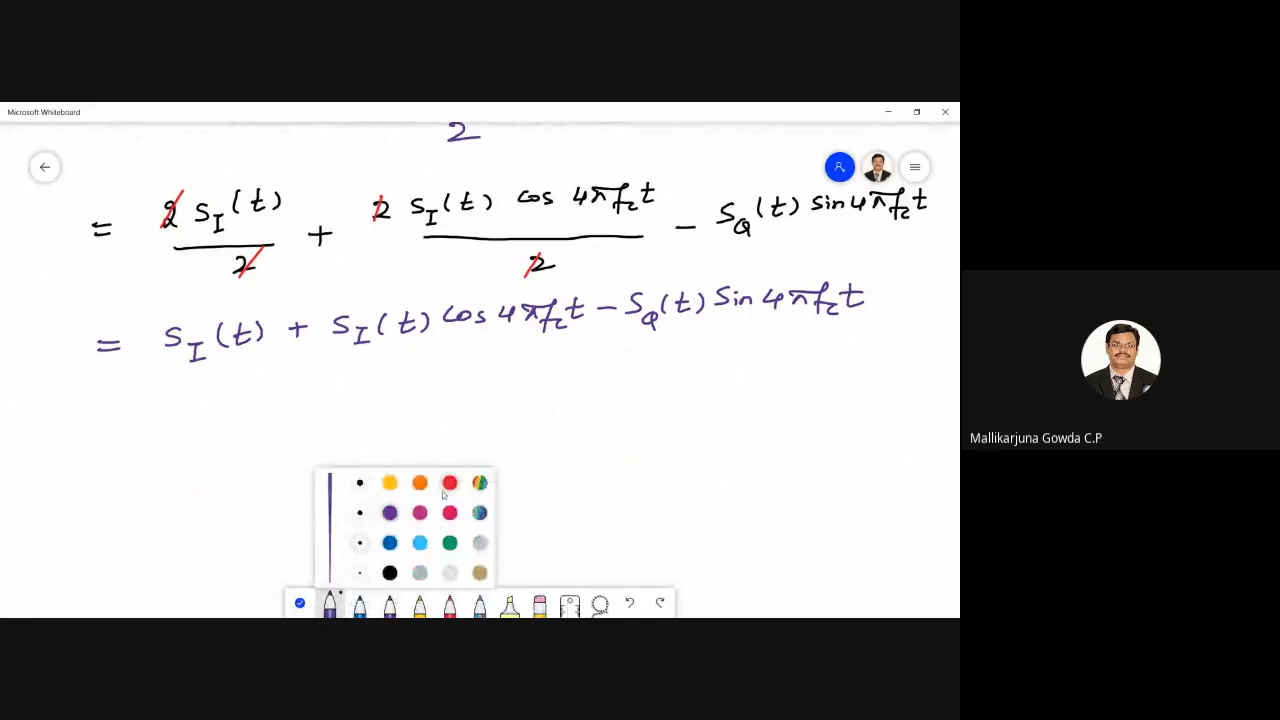 Microsoft Whiteboard
2
= 2 S_I(t) / 2 + 2 S_I(t) cos 4πf_c t / 2 − S_Q(t) sin 4πf_c t
= S_I(t) + S_I(t) cos 4πf_c t − S_Q(t) Sin 4πf_c t
Mallikarjuna Gowda C.P